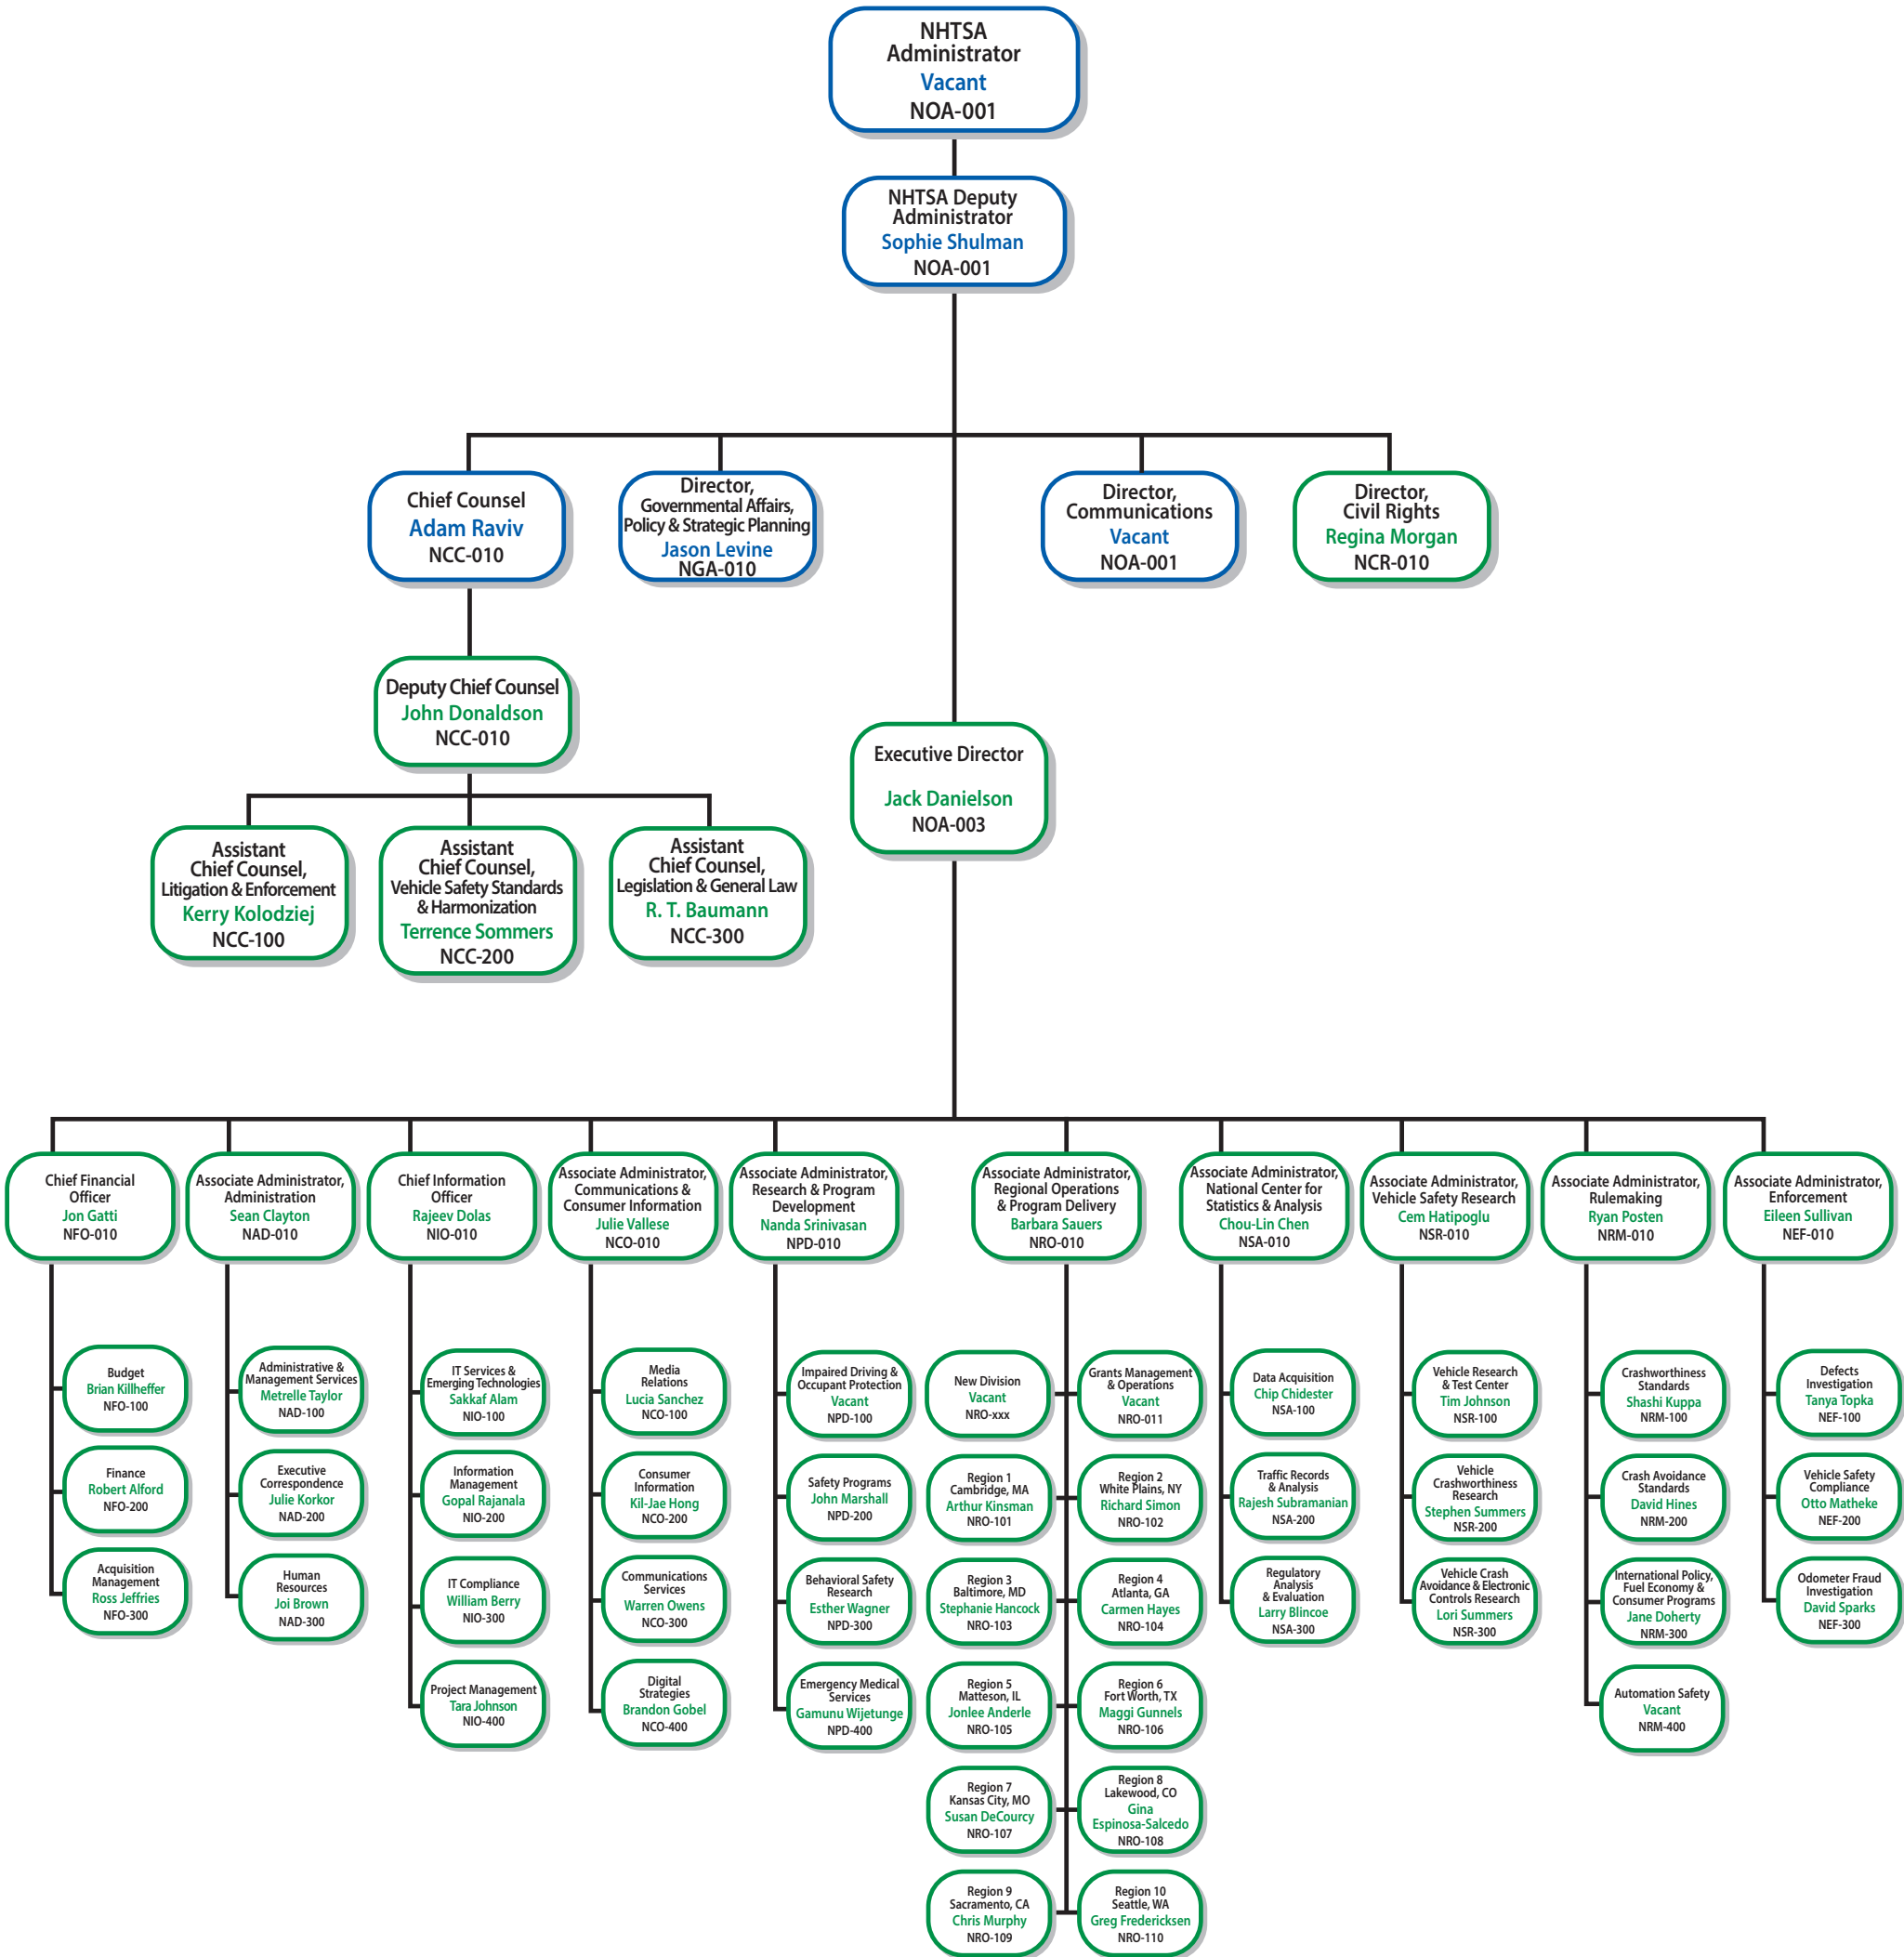 NHTSA
Administrator
Vacant
NOA-001
NHTSA Deputy
Administrator
Sophie Shulman
NOA-001
Chief Counsel
Adam Raviv
NCC-010
Director,
Governmental Affairs,
Policy & Strategic Planning
Jason Levine
NGA-010
Director,
Communications
Vacant
NOA-001
Director,
Civil Rights
Regina Morgan
NCR-010
Deputy Chief Counsel
John Donaldson
NCC-010
Executive Director
Jack Danielson
NOA-003
Assistant
Chief Counsel,
Litigation & Enforcement
Kerry Kolodziej
NCC-100
Assistant
Chief Counsel,
Vehicle Safety Standards
& Harmonization
Terrence Sommers
NCC-200
Assistant
Chief Counsel,
Legislation & General Law
R. T. Baumann
NCC-300
Chief Financial
Officer
Jon Gatti
NFO-010
Associate Administrator,
Administration
Sean Clayton
NAD-010
Chief Information
Officer
Rajeev Dolas
NIO-010
Associate Administrator,
Communications &
Consumer Information
Julie Vallese
NCO-010
Associate Administrator,
Research & Program
Development
Nanda Srinivasan
NPD-010
Associate Administrator,
Regional Operations
& Program Delivery
Barbara Sauers
NRO-010
Associate Administrator,
National Center for
Statistics & Analysis
Chou-Lin Chen
NSA-010
Associate Administrator,
Vehicle Safety Research
Cem Hatipoglu
NSR-010
Associate Administrator,
Rulemaking
Ryan Posten
NRM-010
Associate Administrator,
Enforcement
Eileen Sullivan
NEF-010
Budget
Brian Killheffer
NFO-100
Finance
Robert Alford
NFO-200
Acquisition
Management
Ross Jeffries
NFO-300
Administrative &
Management Services
Metrelle Taylor
NAD-100
Executive
Correspondence
Julie Korkor
NAD-200
Human
Resources
Joi Brown
NAD-300
IT Services &
Emerging Technologies
Sakkaf Alam
NIO-100
Information
Management
Gopal Rajanala
NIO-200
IT Compliance
William Berry
NIO-300
Project Management
Tara Johnson
NIO-400
Media
Relations
Lucia Sanchez
NCO-100
Consumer
Information
Kil-Jae Hong
NCO-200
Communications
Services
Warren Owens
NCO-300
Digital
Strategies
Brandon Gobel
NCO-400
Impaired Driving &
Occupant Protection
Vacant
NPD-100
Safety Programs
John Marshall
NPD-200
Behavioral Safety
Research
Esther Wagner
NPD-300
Emergency Medical
Services
Gamunu Wijetunge
NPD-400
New Division
Vacant
NRO-xxx
Grants Management
& Operations
Vacant
NRO-011
Region 1
Cambridge, MA
Arthur Kinsman
NRO-101
Region 2
White Plains, NY
Richard Simon
NRO-102
Region 3
Baltimore, MD
Stephanie Hancock
NRO-103
Region 4
Atlanta, GA
Carmen Hayes
NRO-104
Region 5
Matteson, IL
Jonlee Anderle
NRO-105
Region 6
Fort Worth, TX
Maggi Gunnels
NRO-106
Region 7
Kansas City, MO
Susan DeCourcy
NRO-107
Region 8
Lakewood, CO
Gina
Espinosa-Salcedo
NRO-108
Region 9
Sacramento, CA
Chris Murphy
NRO-109
Region 10
Seattle, WA
Greg Fredericksen
NRO-110
Data Acquisition
Chip Chidester
NSA-100
Traffic Records
& Analysis
Rajesh Subramanian
NSA-200
Regulatory
Analysis
& Evaluation
Larry Blincoe
NSA-300
Vehicle Research
& Test Center
Tim Johnson
NSR-100
Vehicle
Crashworthiness
Research
Stephen Summers
NSR-200
Vehicle Crash
Avoidance & Electronic
Controls Research
Lori Summers
NSR-300
Crashworthiness
Standards
Shashi Kuppa
NRM-100
Crash Avoidance
Standards
David Hines
NRM-200
International Policy,
Fuel Economy &
Consumer Programs
Jane Doherty
NRM-300
Automation Safety
Vacant
NRM-400
Defects
Investigation
Tanya Topka
NEF-100
Vehicle Safety
Compliance
Otto Matheke
NEF-200
Odometer Fraud
Investigation
David Sparks
NEF-300